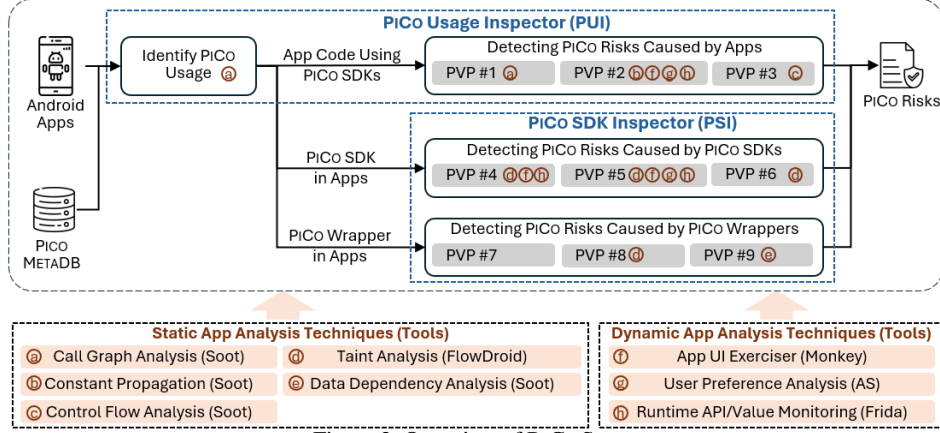 PICO Usage Inspector (PUI)
Android
Apps
PICO
METADB
Identify PICO
Usage ⓐ
App Code Using
PICO SDKs
Detecting PICO Risks Caused by Apps
PVP #1 ⓐ
PVP #2 ⓑⓕⓖⓗ
PVP #3 ⓒ
PICO Risks
PICO SDK Inspector (PSI)
PICO SDK
in Apps
Detecting PICO Risks Caused by PICO SDKs
PVP #4 ⓓⓕⓗ
PVP #5 ⓓⓕⓖⓗ
PVP #6 ⓓ
PICO Wrapper
in Apps
Detecting PICO Risks Caused by PICO Wrappers
PVP #7
PVP #8 ⓓ
PVP #9 ⓔ
Static App Analysis Techniques (Tools)
ⓐ Call Graph Analysis (Soot)
ⓑ Constant Propagation (Soot)
ⓒ Control Flow Analysis (Soot)
ⓓ Taint Analysis (FlowDroid)
ⓔ Data Dependency Analysis (Soot)
Dynamic App Analysis Techniques (Tools)
ⓕ App UI Exerciser (Monkey)
ⓖ User Preference Analysis (AS)
ⓗ Runtime API/Value Monitoring (Frida)